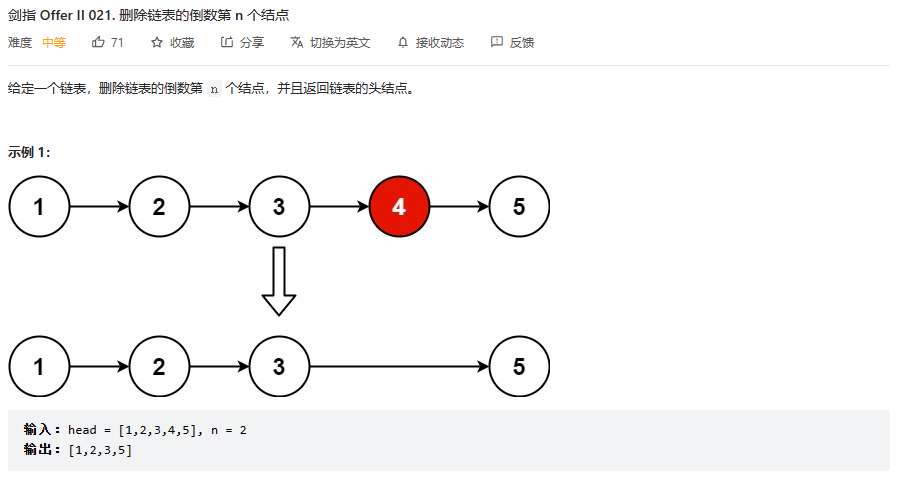 剑指 Offer II 021. 删除链表的倒数第 n 个结点
难度 中等 71 收藏 分享 切换为英文 接收动态 反馈
给定一个链表，删除链表的倒数第 n 个结点，并且返回链表的头结点。
示例 1：
1 2 3 4 5
1 2 3 5
输入：head = [1,2,3,4,5], n = 2
输出：[1,2,3,5]